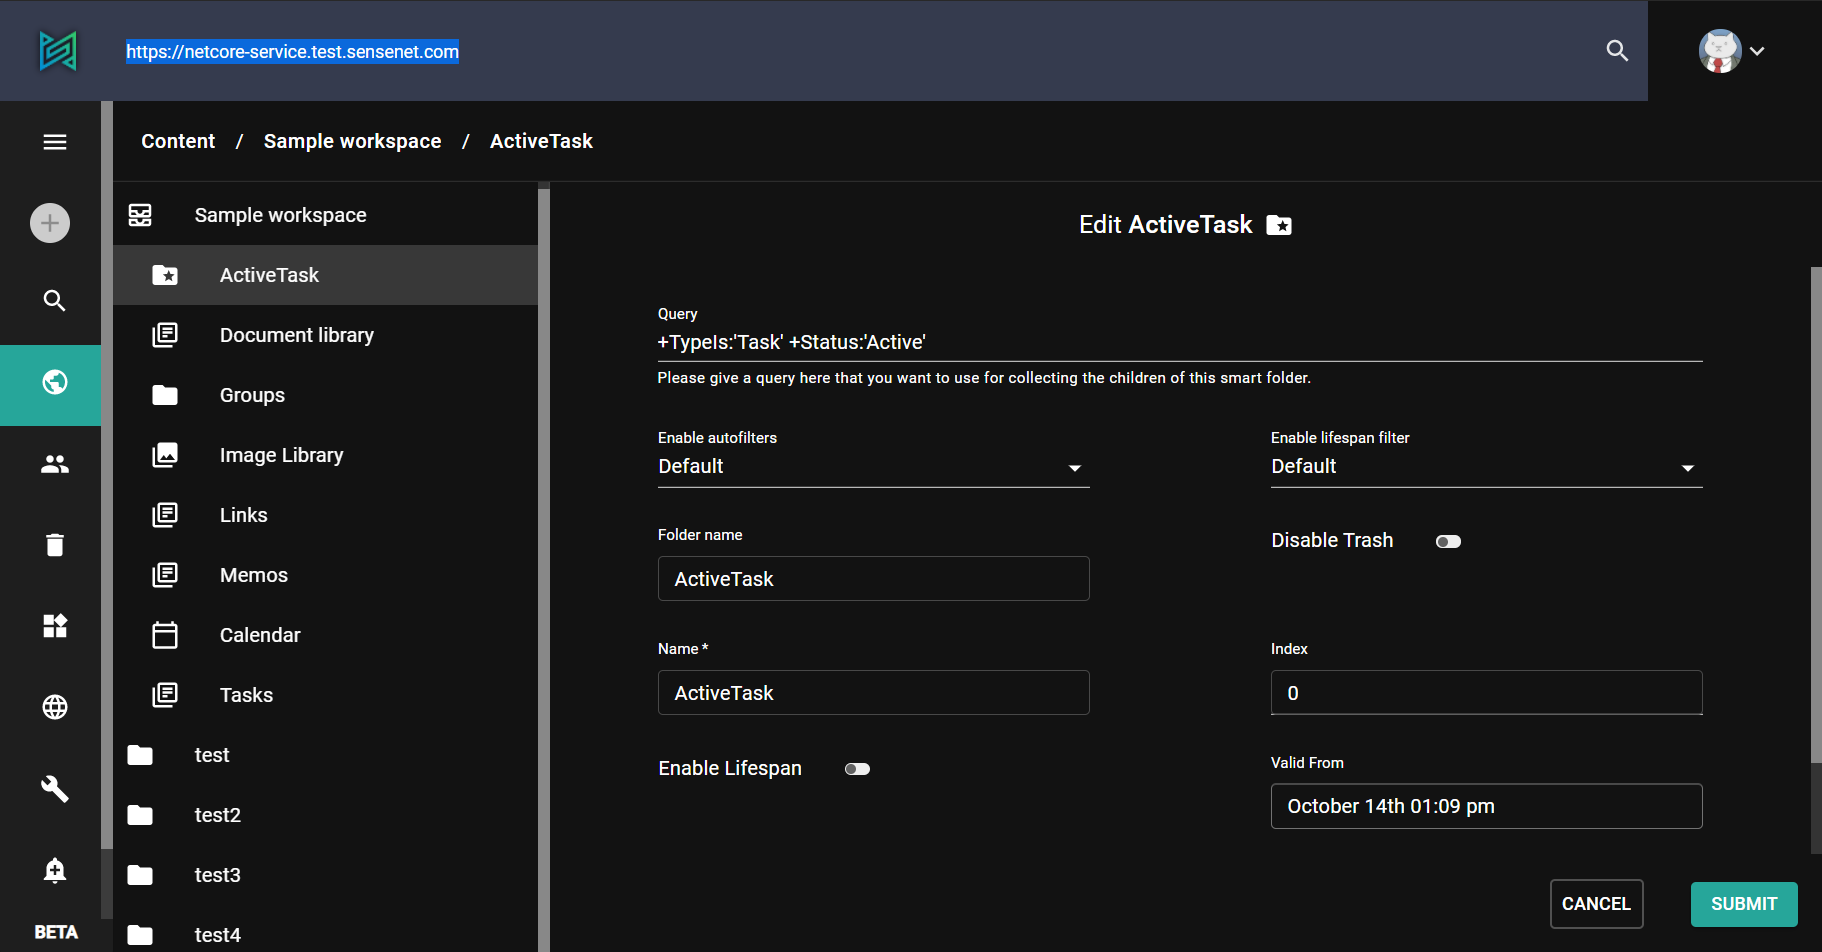 https://netcore-service.test.sensenet.com
Content / Sample workspace / ActiveTask
Sample workspace
ActiveTask
Document library
Groups
Image Library
Links
Memos
Calendar
Tasks
test
test2
test3
test4
BETA
Edit ActiveTask
Query
+TypeIs:'Task' +Status:'Active'
Please give a query here that you want to use for collecting the children of this smart folder.
Enable autofilters
Default
Enable lifespan filter
Default
Folder name
ActiveTask
Disable Trash
Name *
ActiveTask
Index
0
Enable Lifespan
Valid From
October 14th 01:09 pm
CANCEL
SUBMIT